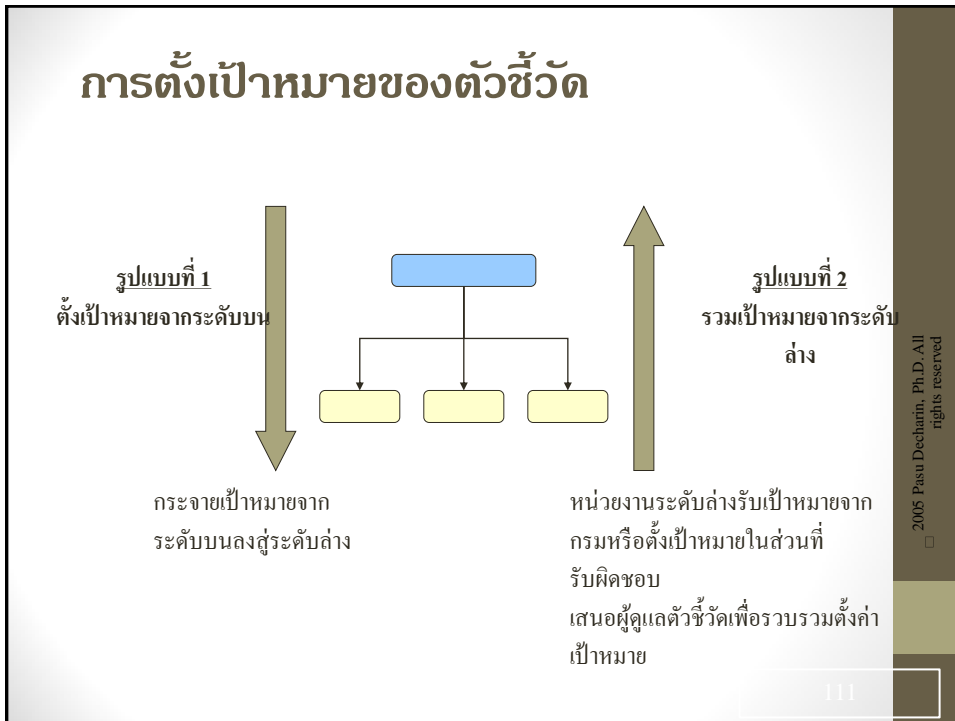 การตั้งเป้าหมายของตัวชี้วัด
รูปแบบที่ 1
ตั้งเป้าหมายจากระดับบน
รูปแบบที่ 2
รวมเป้าหมายจากระดับ
ล่าง
กระจายเป้าหมายจาก
ระดับบนลงสู่ระดับล่าง
หน่วยงานระดับล่างรับเป้าหมายจาก
กรมหรือตั้งเป้าหมายในส่วนที่
รับผิดชอบ
เสนอผู้ดูแลตัวชี้วัดเพื่อรวบรวมตั้งค่า
เป้าหมาย
2005 Pasu Decharin, Ph.D. All
rights reserved
111